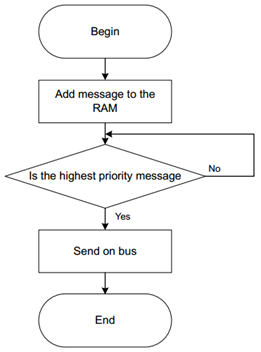 Begin
Add message to the
RAM
Is the highest priority message
No
Yes
Send on bus
End